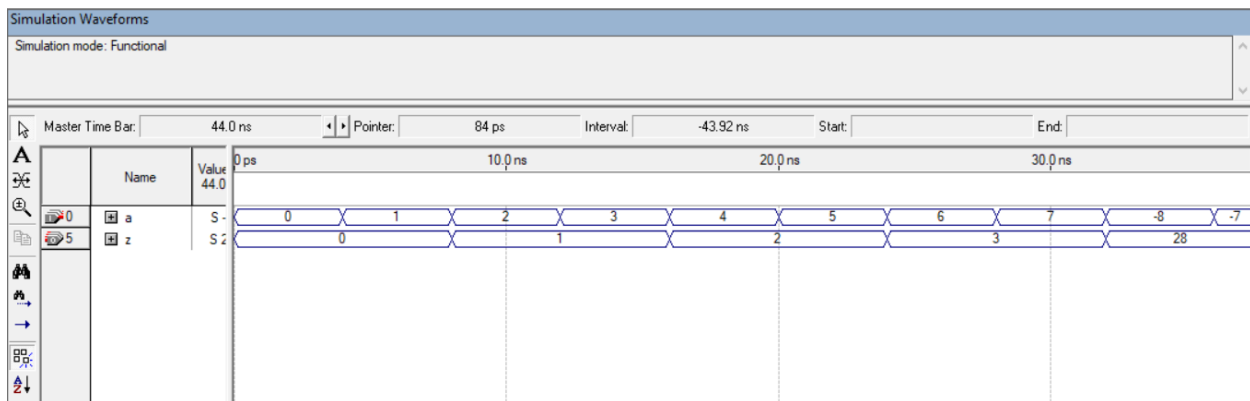 Simulation Waveforms
Simulation mode: Functional
Master Time Bar: 44.0 ns Pointer: 84 ps Interval: -43.92 ns Start: End:
A
Name Value 44.0 0 ps 10.0 ns 20.0 ns 30.0 ns
0 a S - 0 1 2 3 4 5 6 7 -8 -7
5 z S 2 0 1 2 3 28
A
Z